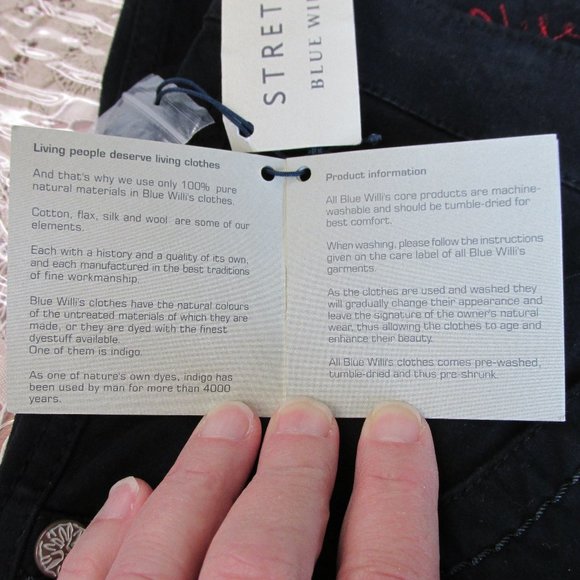 STRET
BLUE WIL
Living people deserve living clothes
And that's why we use only 100% pure
natural materials in Blue Willi's clothes.
Cotton, flax, silk and wool are some of our
elements.
Each with a history and a quality of its own,
and each manufactured in the best traditions
of fine workmanship.
Blue Willi's clothes have the natural colours
of the untreated materials of which they are
made, or they are dyed with the finest
dyestuff available.
One of them is indigo.
As one of nature's own dyes, indigo has
been used by man for more than 4000
years.
Product information
All Blue Willi's core products are machine-
washable and should be tumble-dried for
best comfort.
When washing, please follow the instructions
given on the care label of all Blue Willi's
garments.
As the clothes are used and washed they
will gradually change their appearance and
leave the signature of the owner's natural
wear, thus allowing the clothes to age and
enhance their beauty.
All Blue Willi's clothes comes pre-washed,
tumble-dried and thus pre-shrunk.